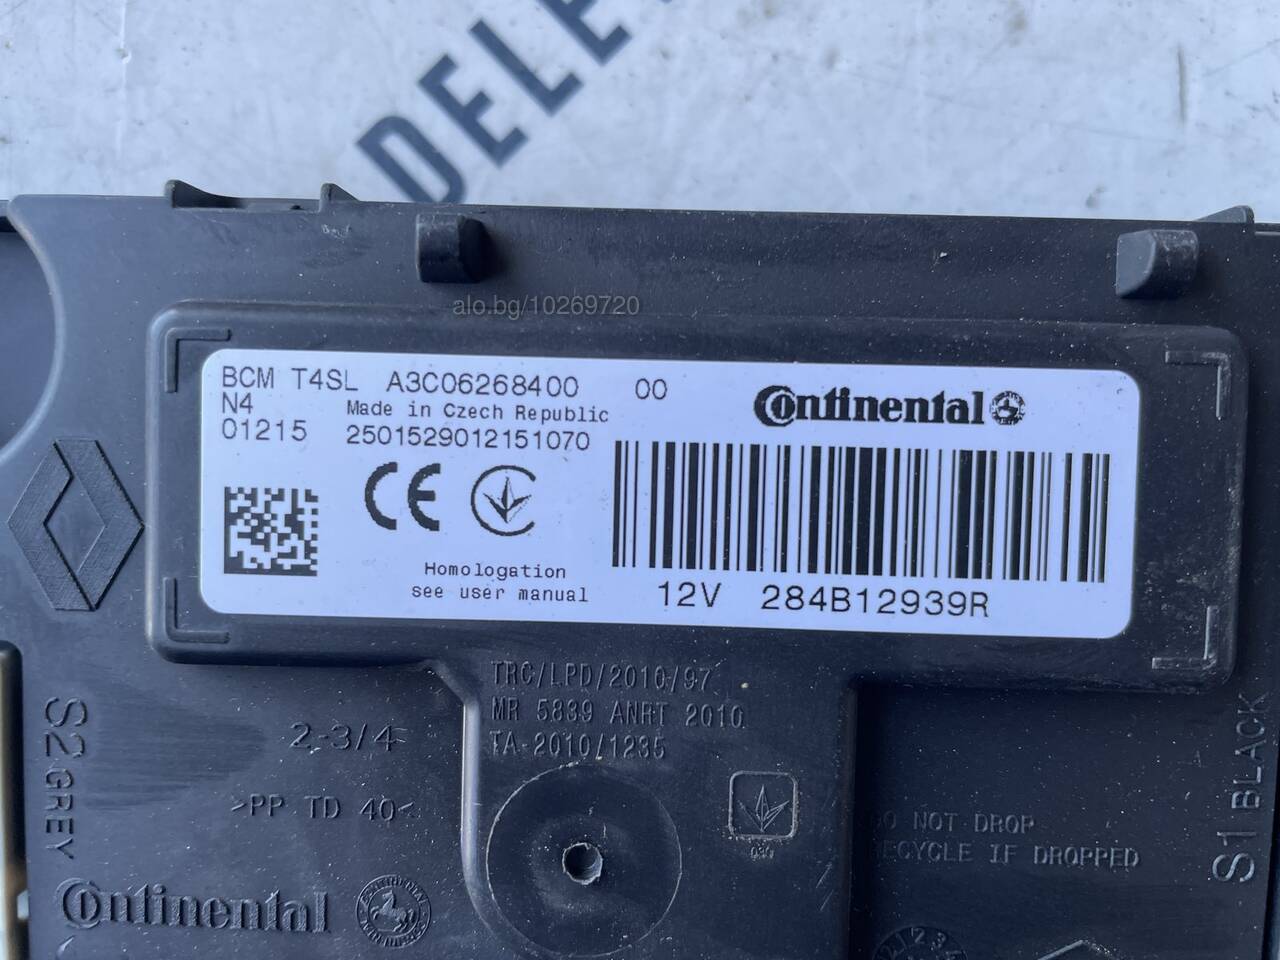 DELE
alo.bg/10269720
BCM T4SL A3C06268400 00
N4 Made in Czech Republic
01215 2501529012151070
Continental
CE
Homologation
see user manual
12V 284B12939R
TRC/LPD/2010/97
MR 5839 ANRT 2010
TA-2010/1235
2-3/4
>PP TD 40<
S2 GREY
S1 BLACK
DO NOT DROP
RECYCLE IF DROPPED
Continental